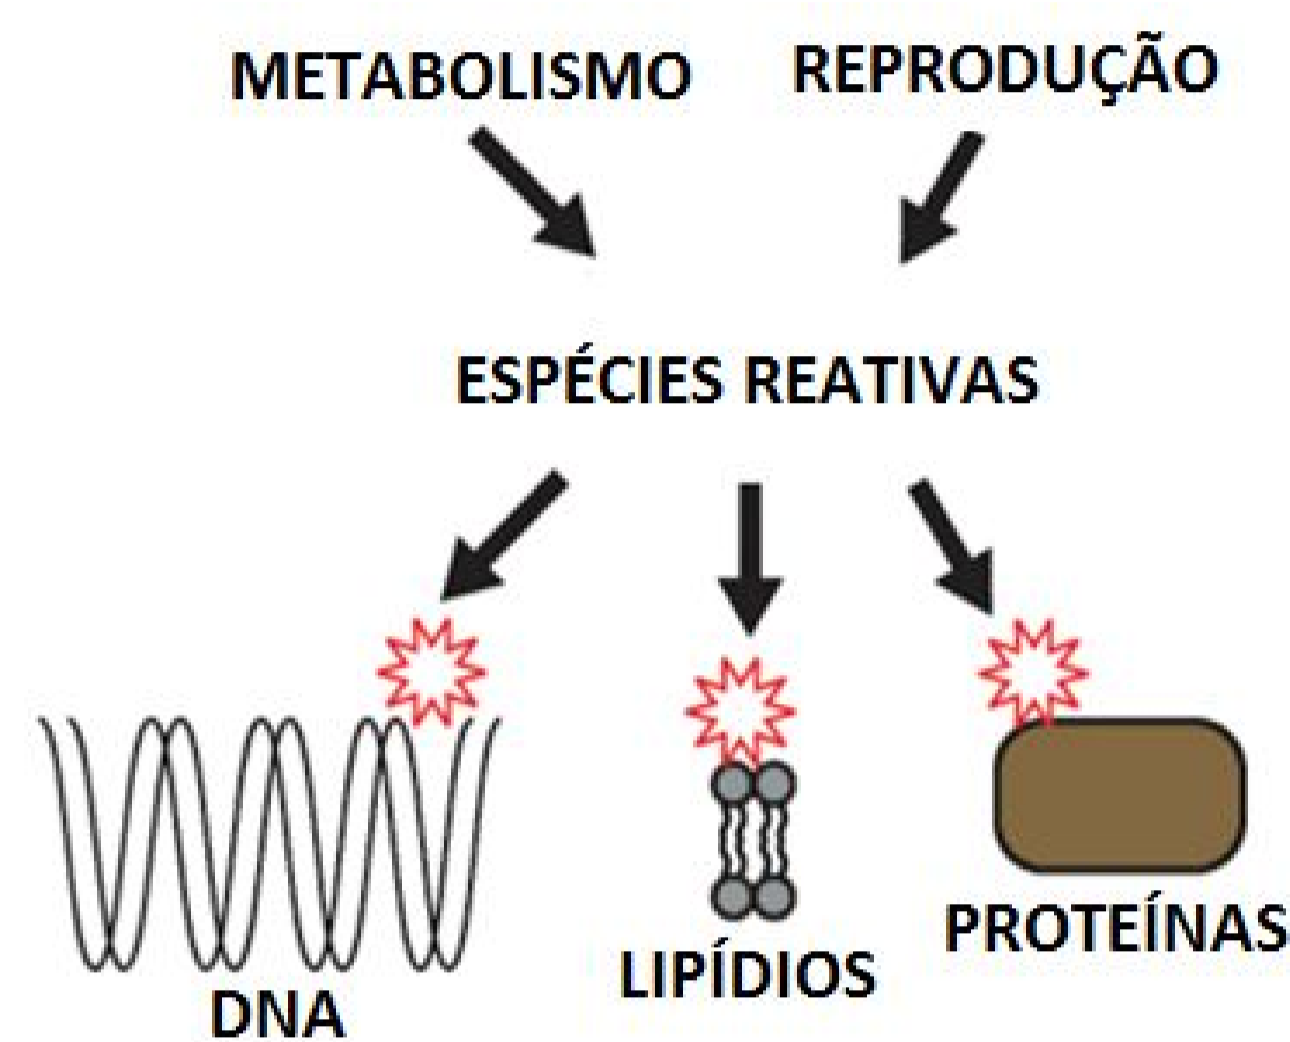 METABOLISMO
REPRODUÇÃO
ESPÉCIES REATIVAS
DNA
LIPÍDIOS
PROTEÍNAS